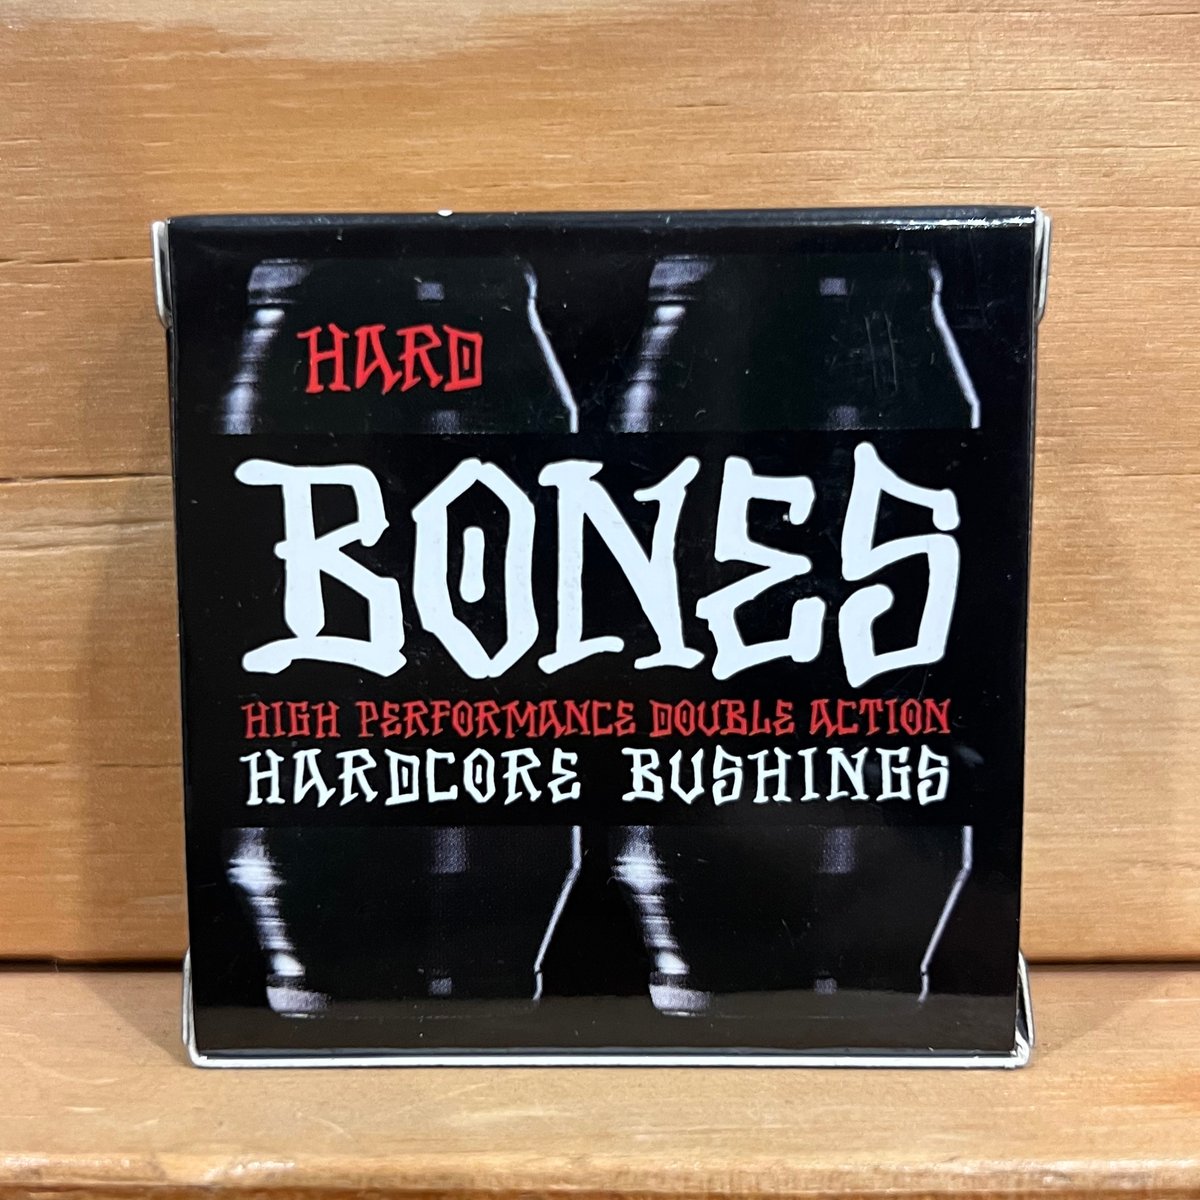 HARD
BONES
HIGH PERFORMANCE DOUBLE ACTION
HARDCORE BUSHINGS